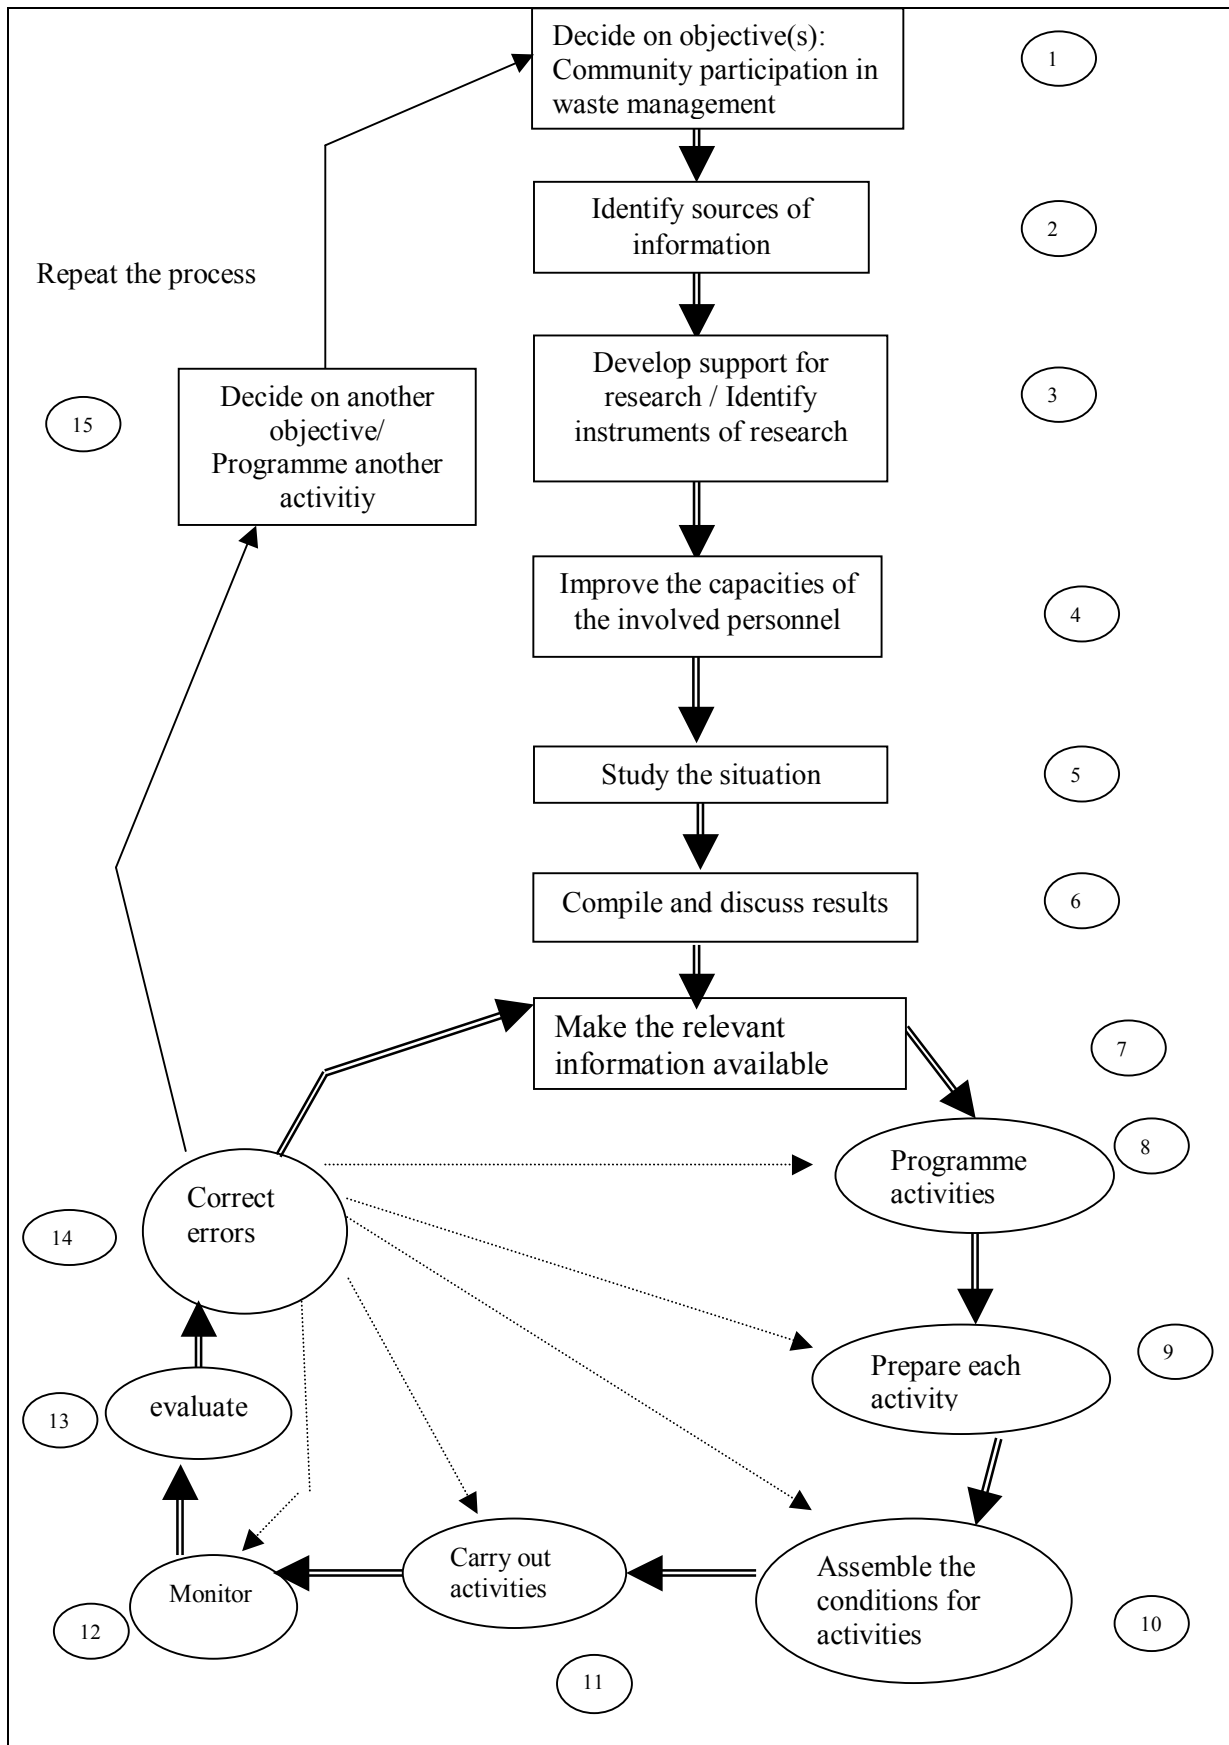 Decide on objective(s):
Community participation in
waste management
1
Identify sources of
information
2
Repeat the process
Develop support for
research / Identify
instruments of research
3
Decide on another
objective/
Programme another
activitiy
15
Improve the capacities of
the involved personnel
4
Study the situation
5
Compile and discuss results
6
Make the relevant
information available
7
Programme
activities
8
Correct
errors
14
Prepare each
activity
9
evaluate
13
Assemble the
conditions for
activities
10
Carry out
activities
11
Monitor
12